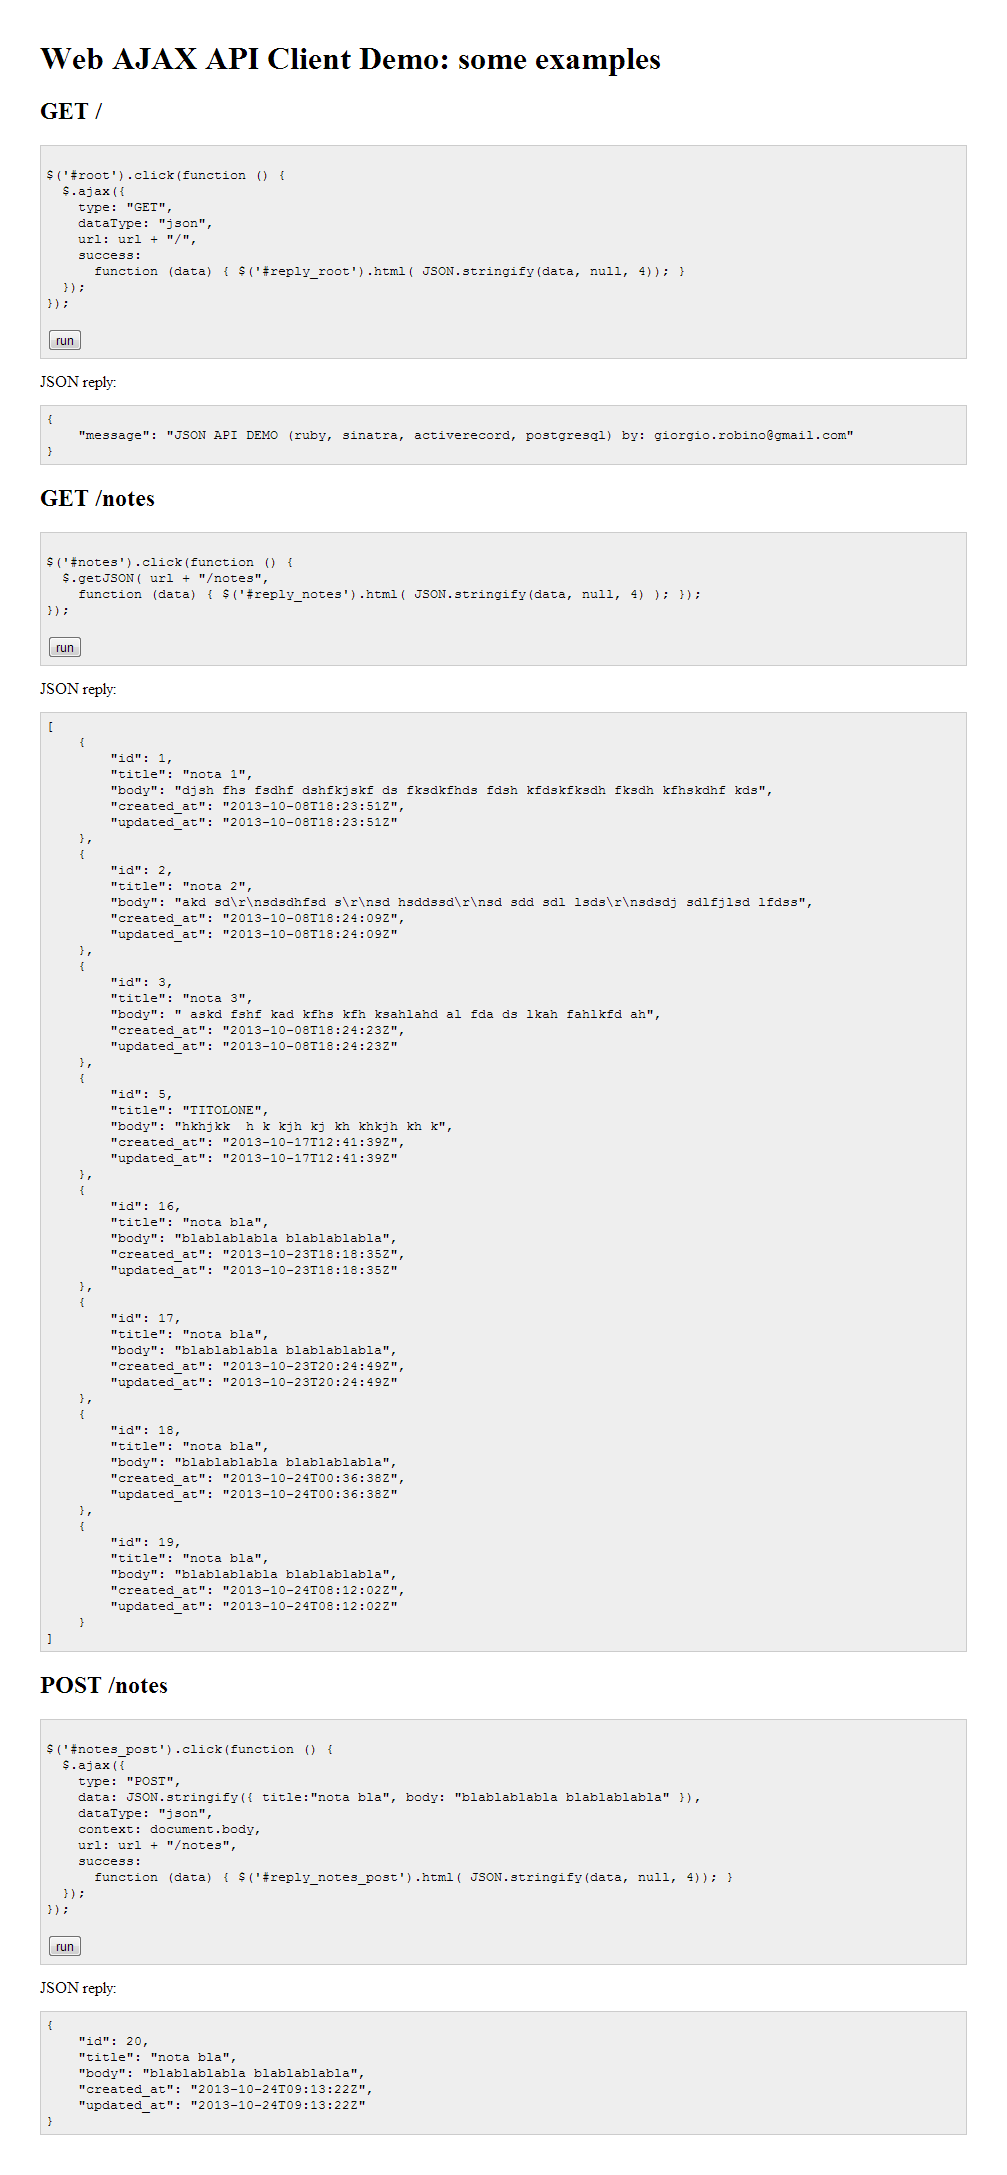 Web AJAX API Client Demo: some examples
GET /
$('#root').click(function () {
  $.ajax({
    type: "GET",
    dataType: "json",
    url: url + "/",
    success:
      function (data) { $('#reply_root').html( JSON.stringify(data, null, 4)); }
  });
});
run
JSON reply:
{
    "message": "JSON API DEMO (ruby, sinatra, activerecord, postgresql) by: giorgio.robino@gmail.com"
}
GET /notes
$('#notes').click(function () {
  $.getJSON( url + "/notes",
    function (data) { $('#reply_notes').html( JSON.stringify(data, null, 4) ); });
});
run
JSON reply:
[
    {
        "id": 1,
        "title": "nota 1",
        "body": "djsh fhs fsdhf dshfkjskf ds fksdkfhds fdsh kfdskfksdh fksdh kfhskdhf kds",
        "created_at": "2013-10-08T18:23:51Z",
        "updated_at": "2013-10-08T18:23:51Z"
    },
    {
        "id": 2,
        "title": "nota 2",
        "body": "akd sd\r\nsdsdhfsd s\r\nsd hsddssd\r\nsd sdd sdl lsds\r\nsdsdj sdlfjlsd lfdss",
        "created_at": "2013-10-08T18:24:09Z",
        "updated_at": "2013-10-08T18:24:09Z"
    },
    {
        "id": 3,
        "title": "nota 3",
        "body": " askd fshf kad kfhs kfh ksahlahd al fda ds lkah fahlkfd ah",
        "created_at": "2013-10-08T18:24:23Z",
        "updated_at": "2013-10-08T18:24:23Z"
    },
    {
        "id": 5,
        "title": "TITOLONE",
        "body": "hkhjkk  h k kjh kj kh khkjh kh k",
        "created_at": "2013-10-17T12:41:39Z",
        "updated_at": "2013-10-17T12:41:39Z"
    },
    {
        "id": 16,
        "title": "nota bla",
        "body": "blablablabla blablablabla",
        "created_at": "2013-10-23T18:18:35Z",
        "updated_at": "2013-10-23T18:18:35Z"
    },
    {
        "id": 17,
        "title": "nota bla",
        "body": "blablablabla blablablabla",
        "created_at": "2013-10-23T20:24:49Z",
        "updated_at": "2013-10-23T20:24:49Z"
    },
    {
        "id": 18,
        "title": "nota bla",
        "body": "blablablabla blablablabla",
        "created_at": "2013-10-24T00:36:38Z",
        "updated_at": "2013-10-24T00:36:38Z"
    },
    {
        "id": 19,
        "title": "nota bla",
        "body": "blablablabla blablablabla",
        "created_at": "2013-10-24T08:12:02Z",
        "updated_at": "2013-10-24T08:12:02Z"
    }
]
POST /notes
$('#notes_post').click(function () {
  $.ajax({
    type: "POST",
    data: JSON.stringify({ title:"nota bla", body: "blablablabla blablablabla" }),
    dataType: "json",
    context: document.body,
    url: url + "/notes",
    success:
      function (data) { $('#reply_notes_post').html( JSON.stringify(data, null, 4)); }
  });
});
run
JSON reply:
{
    "id": 20,
    "title": "nota bla",
    "body": "blablablabla blablablabla",
    "created_at": "2013-10-24T09:13:22Z",
    "updated_at": "2013-10-24T09:13:22Z"
}